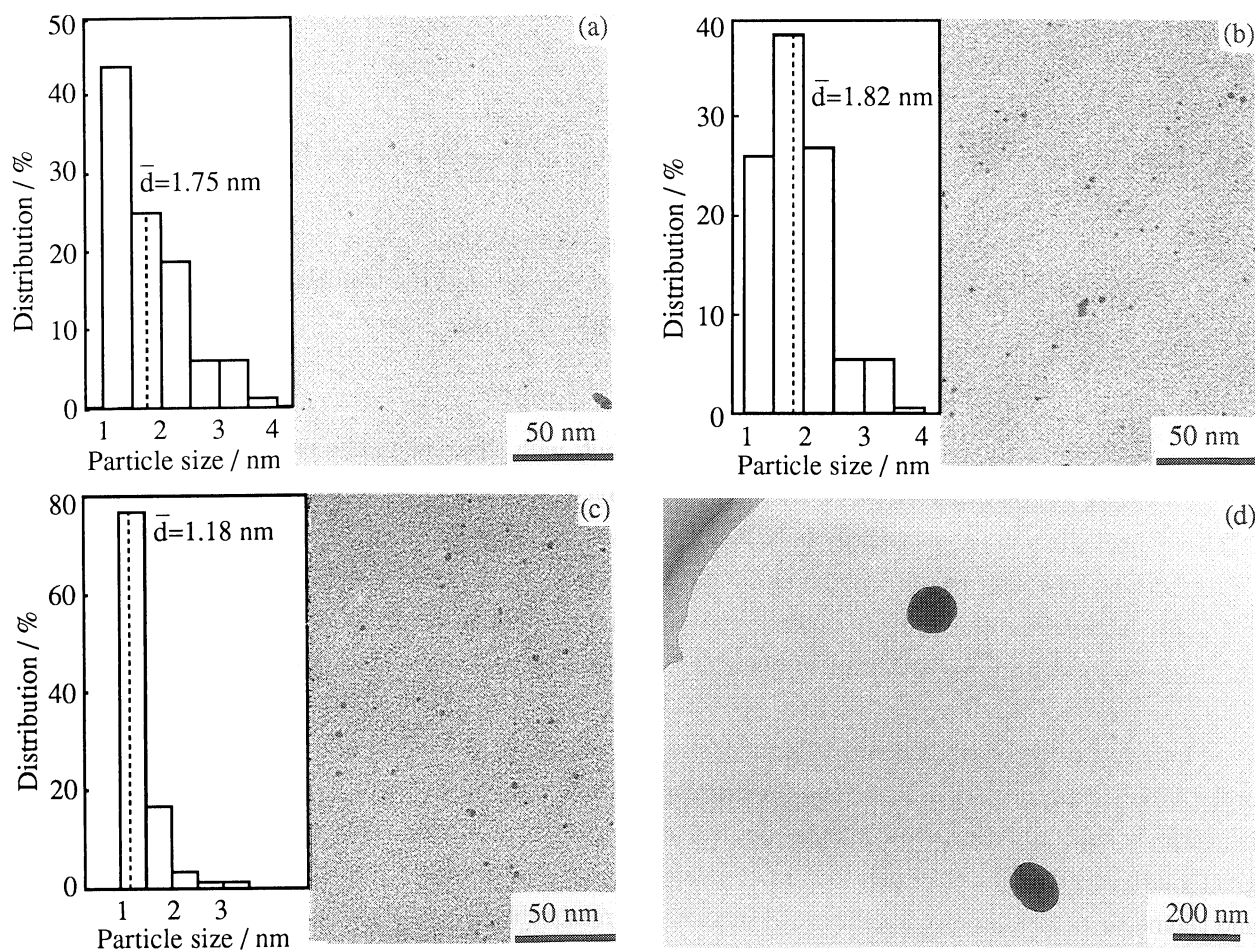 (a)
50
40
30
20
10
0
Distribution / %
d̄=1.75 nm
1 2 3 4
Particle size / nm
50 nm
(b)
40
30
20
10
0
Distribution / %
d̄=1.82 nm
1 2 3 4
Particle size / nm
50 nm
(c)
80
60
40
20
0
Distribution / %
d̄=1.18 nm
1 2 3
Particle size / nm
50 nm
(d)
200 nm